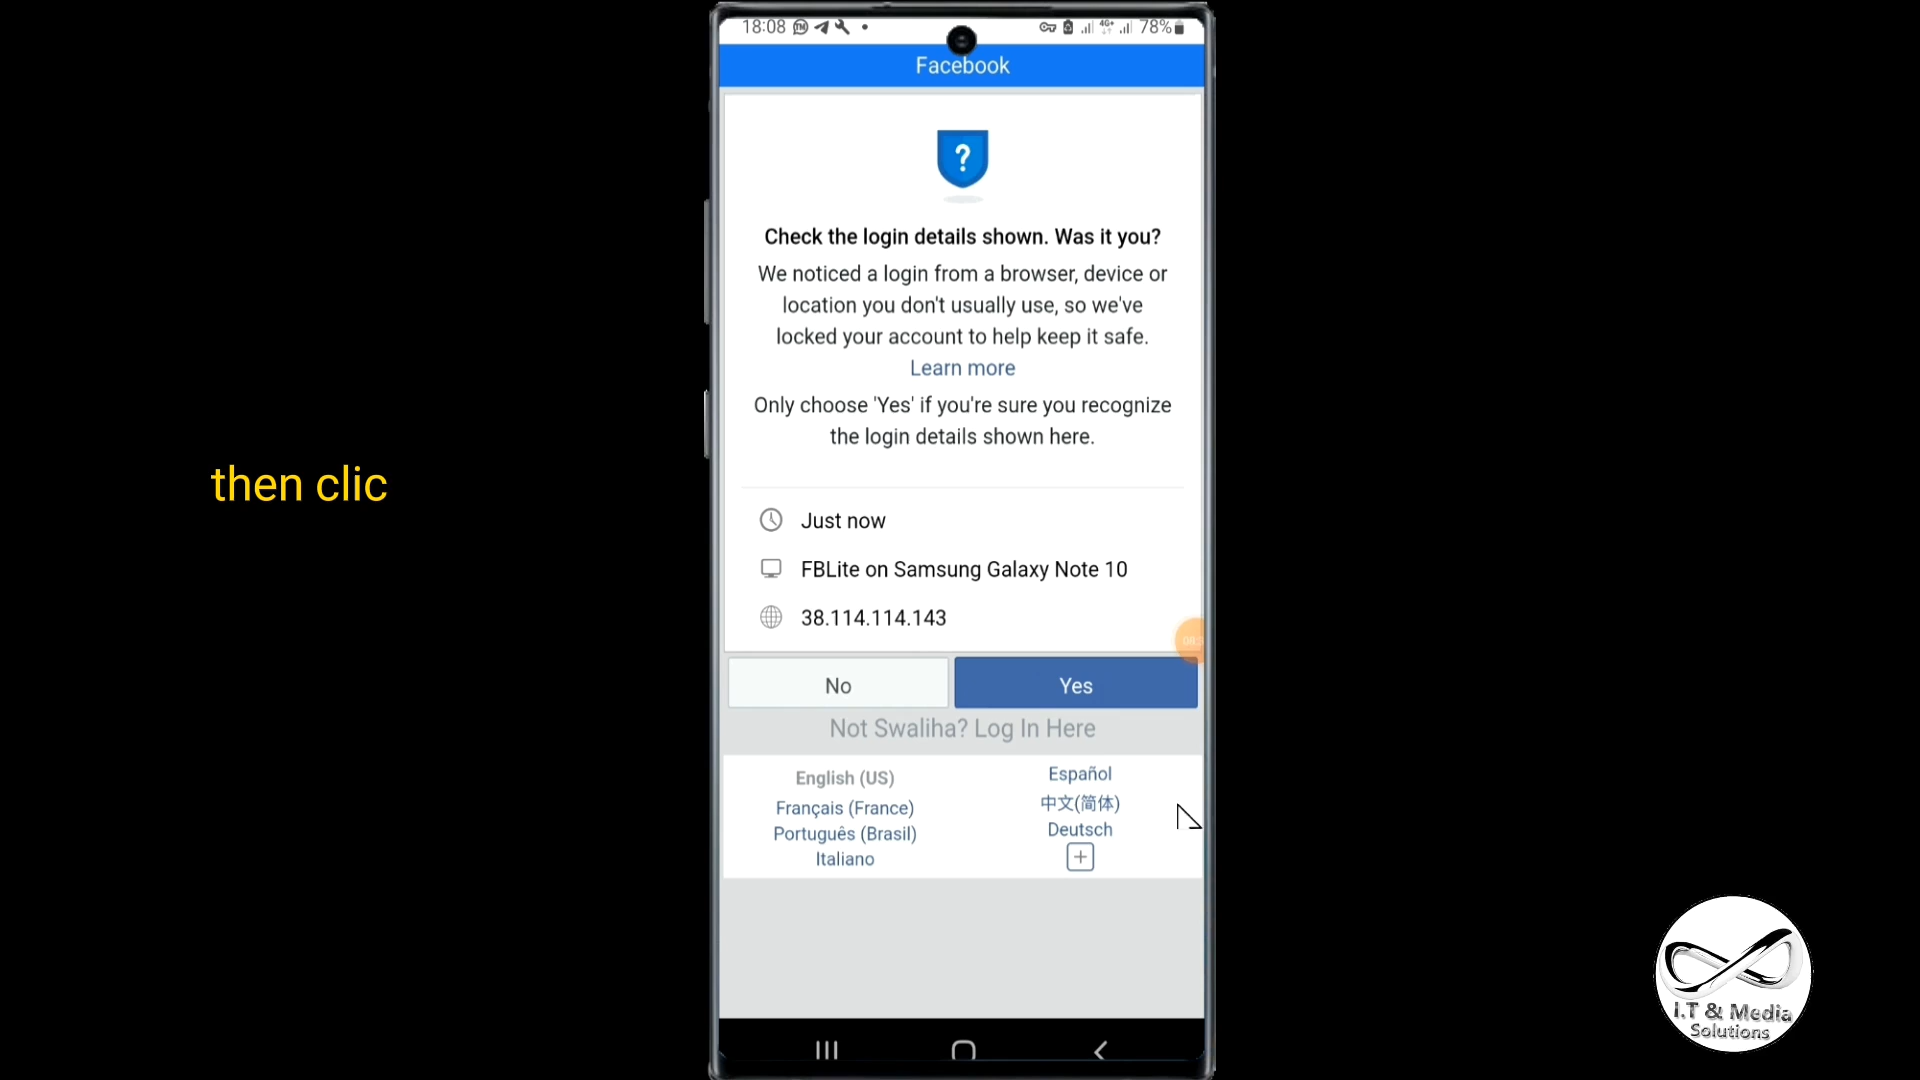 18:08
78%
Facebook
?
Check the login details shown. Was it you?
We noticed a login from a browser, device or
location you don't usually use, so we've
locked your account to help keep it safe.
Learn more
Only choose 'Yes' if you're sure you recognize
the login details shown here.
then clic
Just now
FBLite on Samsung Galaxy Note 10
38.114.114.143
No
Yes
Not Swaliha? Log In Here
English (US)
Español
Français (France)
中文(简体)
Português (Brasil)
Deutsch
Italiano
I.T & Media
Solutions